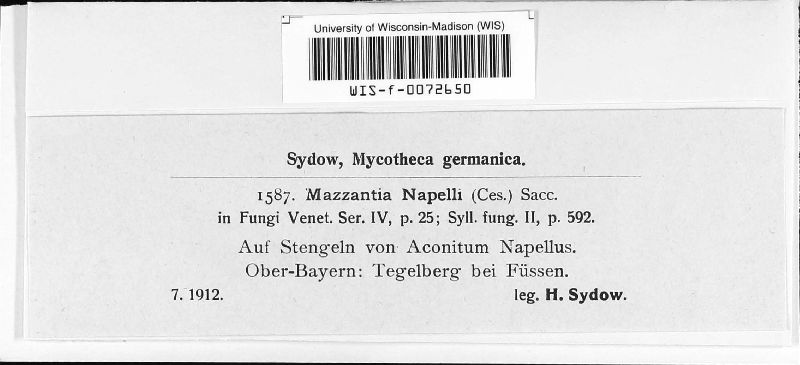 University of Wisconsin-Madison (WIS)
WIS-f-0072650
Sydow, Mycotheca germanica.
1587. Mazzantia Napelli (Ces.) Sacc.
in Fungi Venet. Ser. IV, p. 25; Syll. fung. II, p. 592.
Auf Stengeln von Aconitum Napellus.
Ober-Bayern: Tegelberg bei Füssen.
7. 1912. leg. H. Sydow.